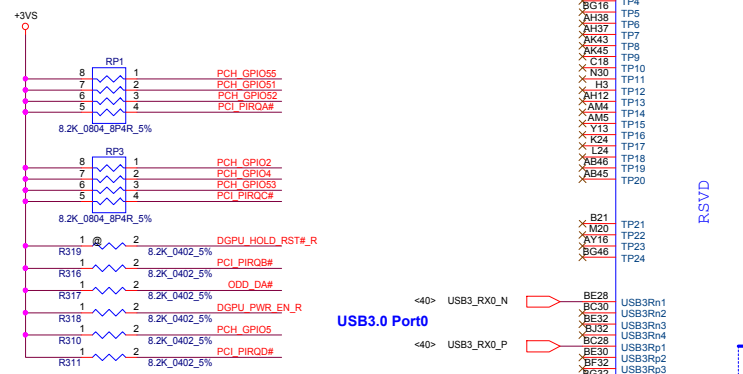 +3VS
RP1
8 1 PCH_GPIO55
7 2 PCH_GPIO51
6 3 PCH_GPIO52
5 4 PCI_PIRQA#
8.2K_0804_8P4R_5%
RP3
8 1 PCH_GPIO2
7 2 PCH_GPIO4
6 3 PCH_GPIO53
5 4 PCI_PIRQC#
8.2K_0804_8P4R_5%
1 @ 2 DGPU_HOLD_RST#_R
R319 8.2K_0402_5%
1 2 PCI_PIRQB#
R316 8.2K_0402_5%
1 2 ODD_DA#
R317 8.2K_0402_5%
1 2 DGPU_PWR_EN_R
R318 8.2K_0402_5%
1 2 PCH_GPIO5
R310 8.2K_0402_5%
1 2 PCI_PIRQD#
R311 8.2K_0402_5%
USB3.0 Port0
<40> USB3_RX0_N
<40> USB3_RX0_P
TP4
BG16 TP5
AH38 TP6
AH37 TP7
AK43 TP8
AK45 TP9
C18 TP10
N30 TP11
H3 TP12
AH12 TP13
AM4 TP14
AM5 TP15
Y13 TP16
K24 TP17
L24 TP18
AB46 TP19
AB45 TP20
B21 TP21
M20 TP22
AY16 TP23
BG46 TP24
RSVD
BE28 USB3Rn1
BC30 USB3Rn2
BE32 USB3Rn3
BJ32 USB3Rn4
BC28 USB3Rp1
BE30 USB3Rp2
BF32 USB3Rp3
BG32